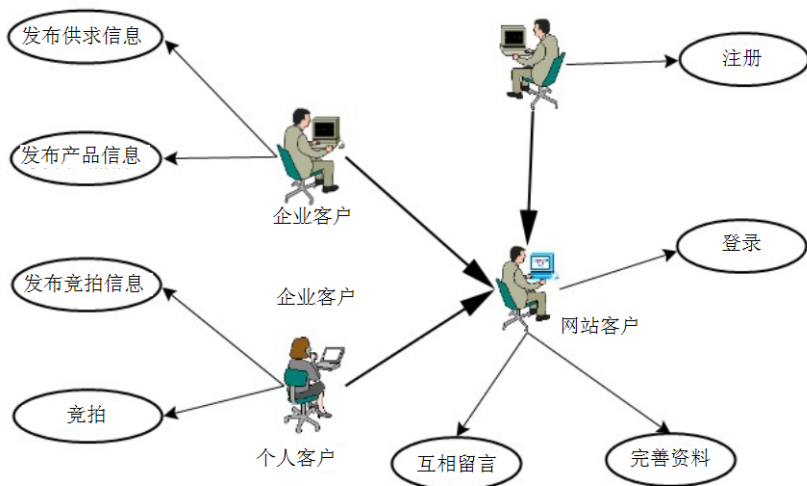 发布供求信息
注册
发布产品信息
企业客户
登录
发布竞拍信息
企业客户
网站客户
竞拍
个人客户
互相留言
完善资料